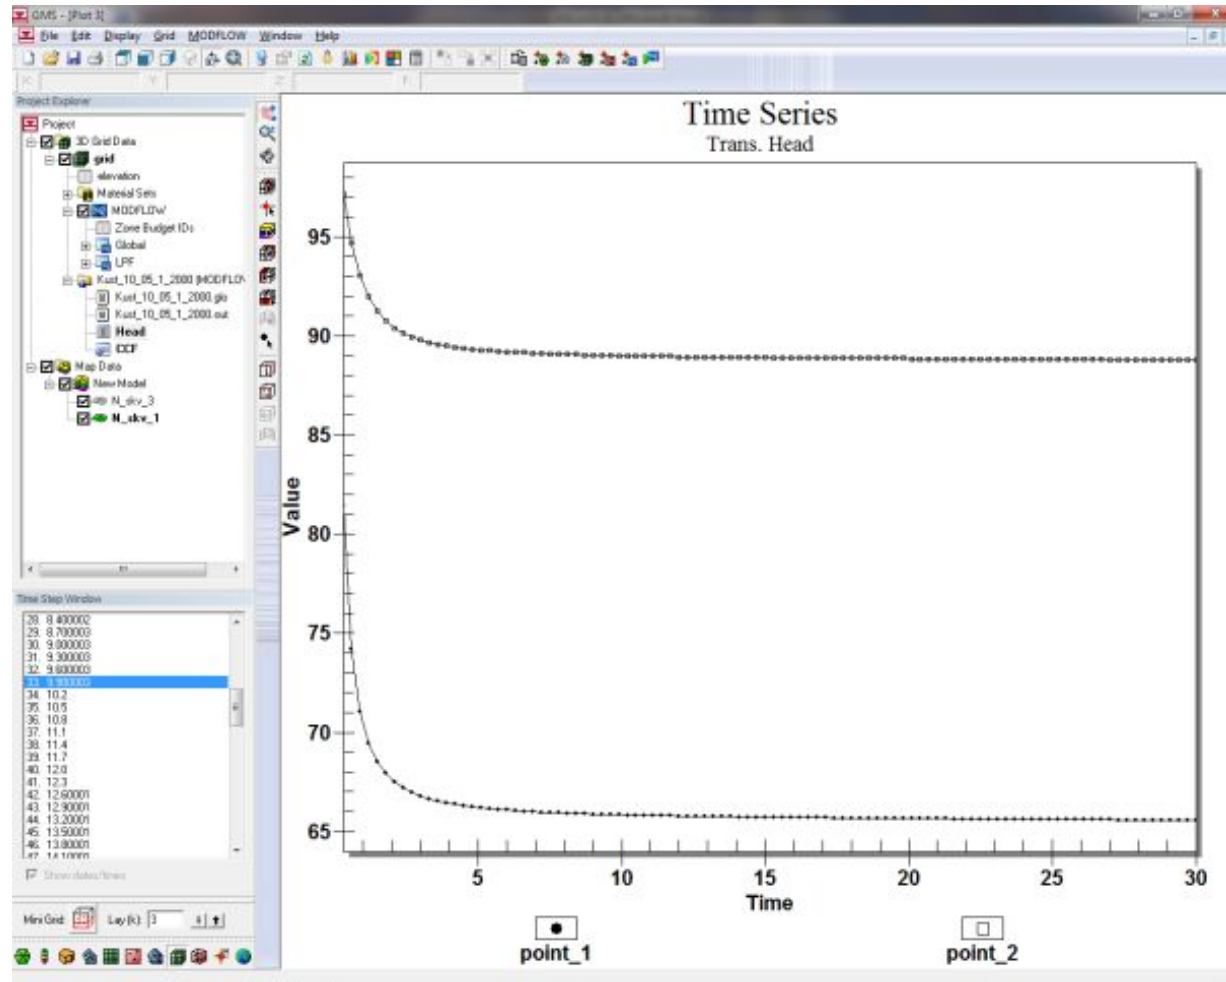 GMS - [Plot 3]
File Edit Display Grid MODFLOW Window Help
X: Y: Z: F:
Project Explorer
Project
3D Grid Data
grid
elevation
Material Sets
MODFLOW
Zone Budget IDs
Global
LPF
Kust_10_05_1_2000 (MODFLOW
Kust_10_05_1_2000.glo
Kust_10_05_1_2000.out
Head
CCF
Map Data
New Model
N_skv_3
N_skv_1
Time Step Window
28. 8.400002
29. 8.700003
30. 9.000003
31. 9.300003
32. 9.600003
33. 9.900003
34. 10.2
35. 10.5
36. 10.8
37. 11.1
38. 11.4
39. 11.7
40. 12.0
41. 12.3
42. 12.60001
43. 12.90001
44. 13.20001
45. 13.50001
46. 13.80001
47. 14.10001
Show dates/times
Mini Grid: Lay (k): 3
Time Series
Trans. Head
Value
95
90
85
80
75
70
65
5 10 15 20 25 30
Time
point_1 point_2